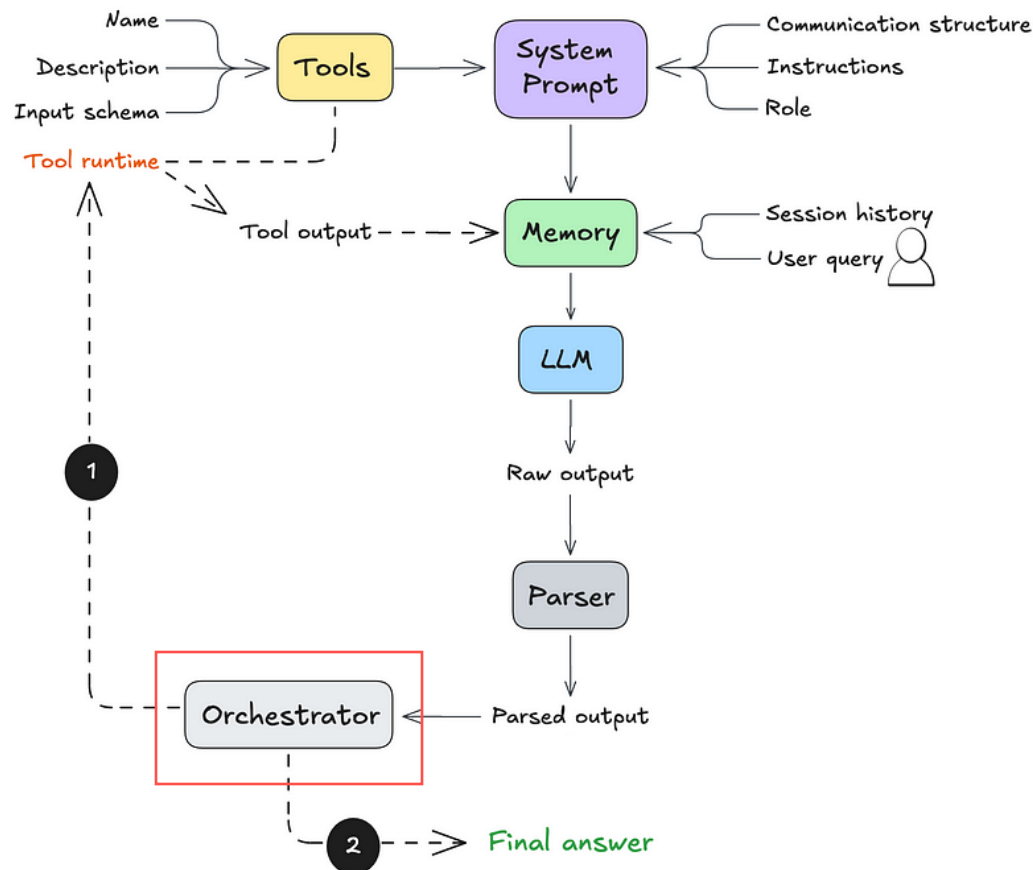 Name
Description
Input schema
Tools
System
Prompt
Communication structure
Instructions
Role
Tool runtime
Tool output
Memory
Session history
User query
LLM
Raw output
1
Parser
Orchestrator
Parsed output
2
Final answer